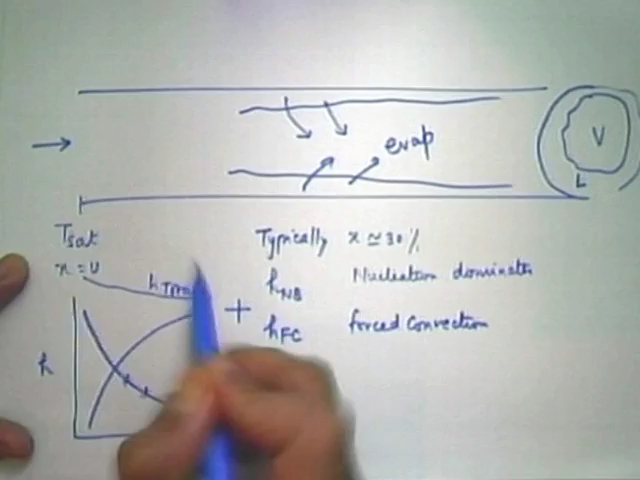 evap
V
L
Tsat
Typically x ≃ 30 %
x = 0
hNB Nucleation dominates
+
hFC forced Convection
h